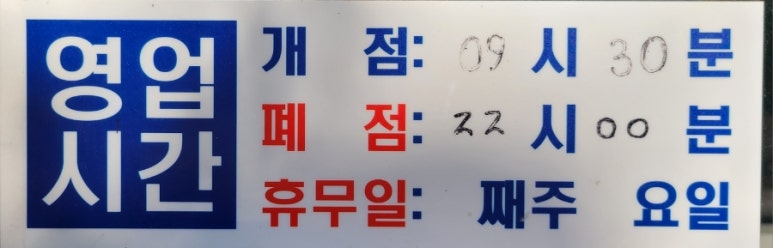 영업
시간
개 점: 09 시 30 분
폐 점: 22 시 00 분
휴무일: 째주 요일